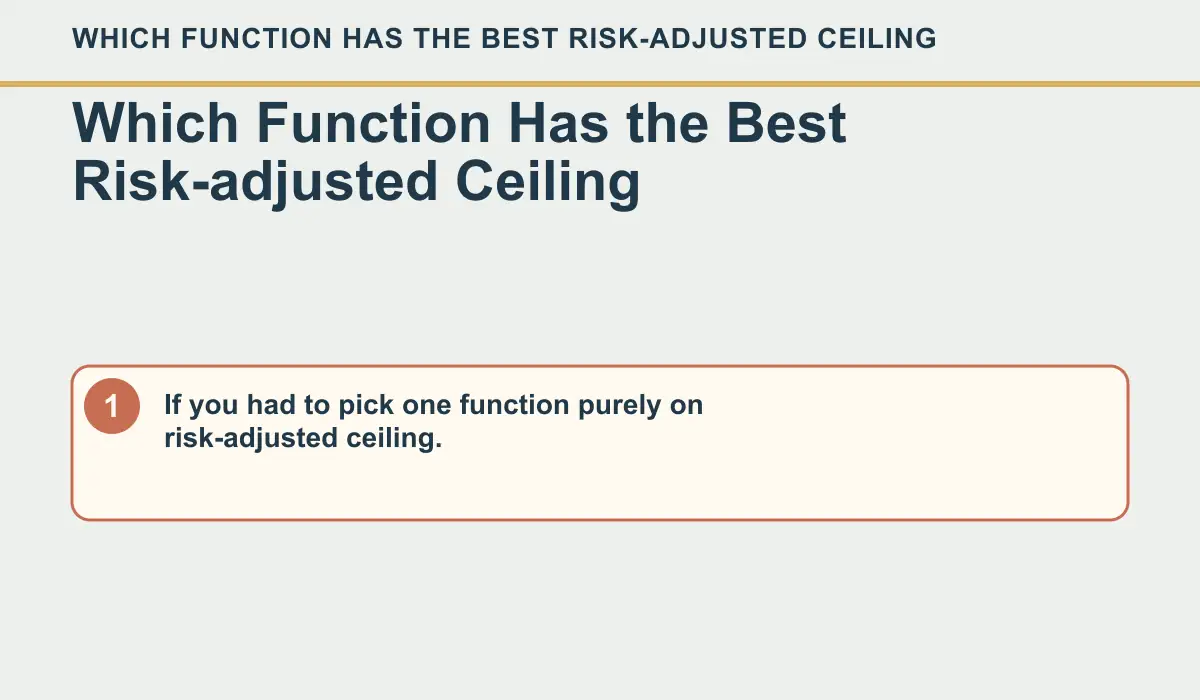 WHICH FUNCTION HAS THE BEST RISK-ADJUSTED CEILING
Which Function Has the Best
Risk-adjusted Ceiling
1
If you had to pick one function purely on
risk-adjusted ceiling.